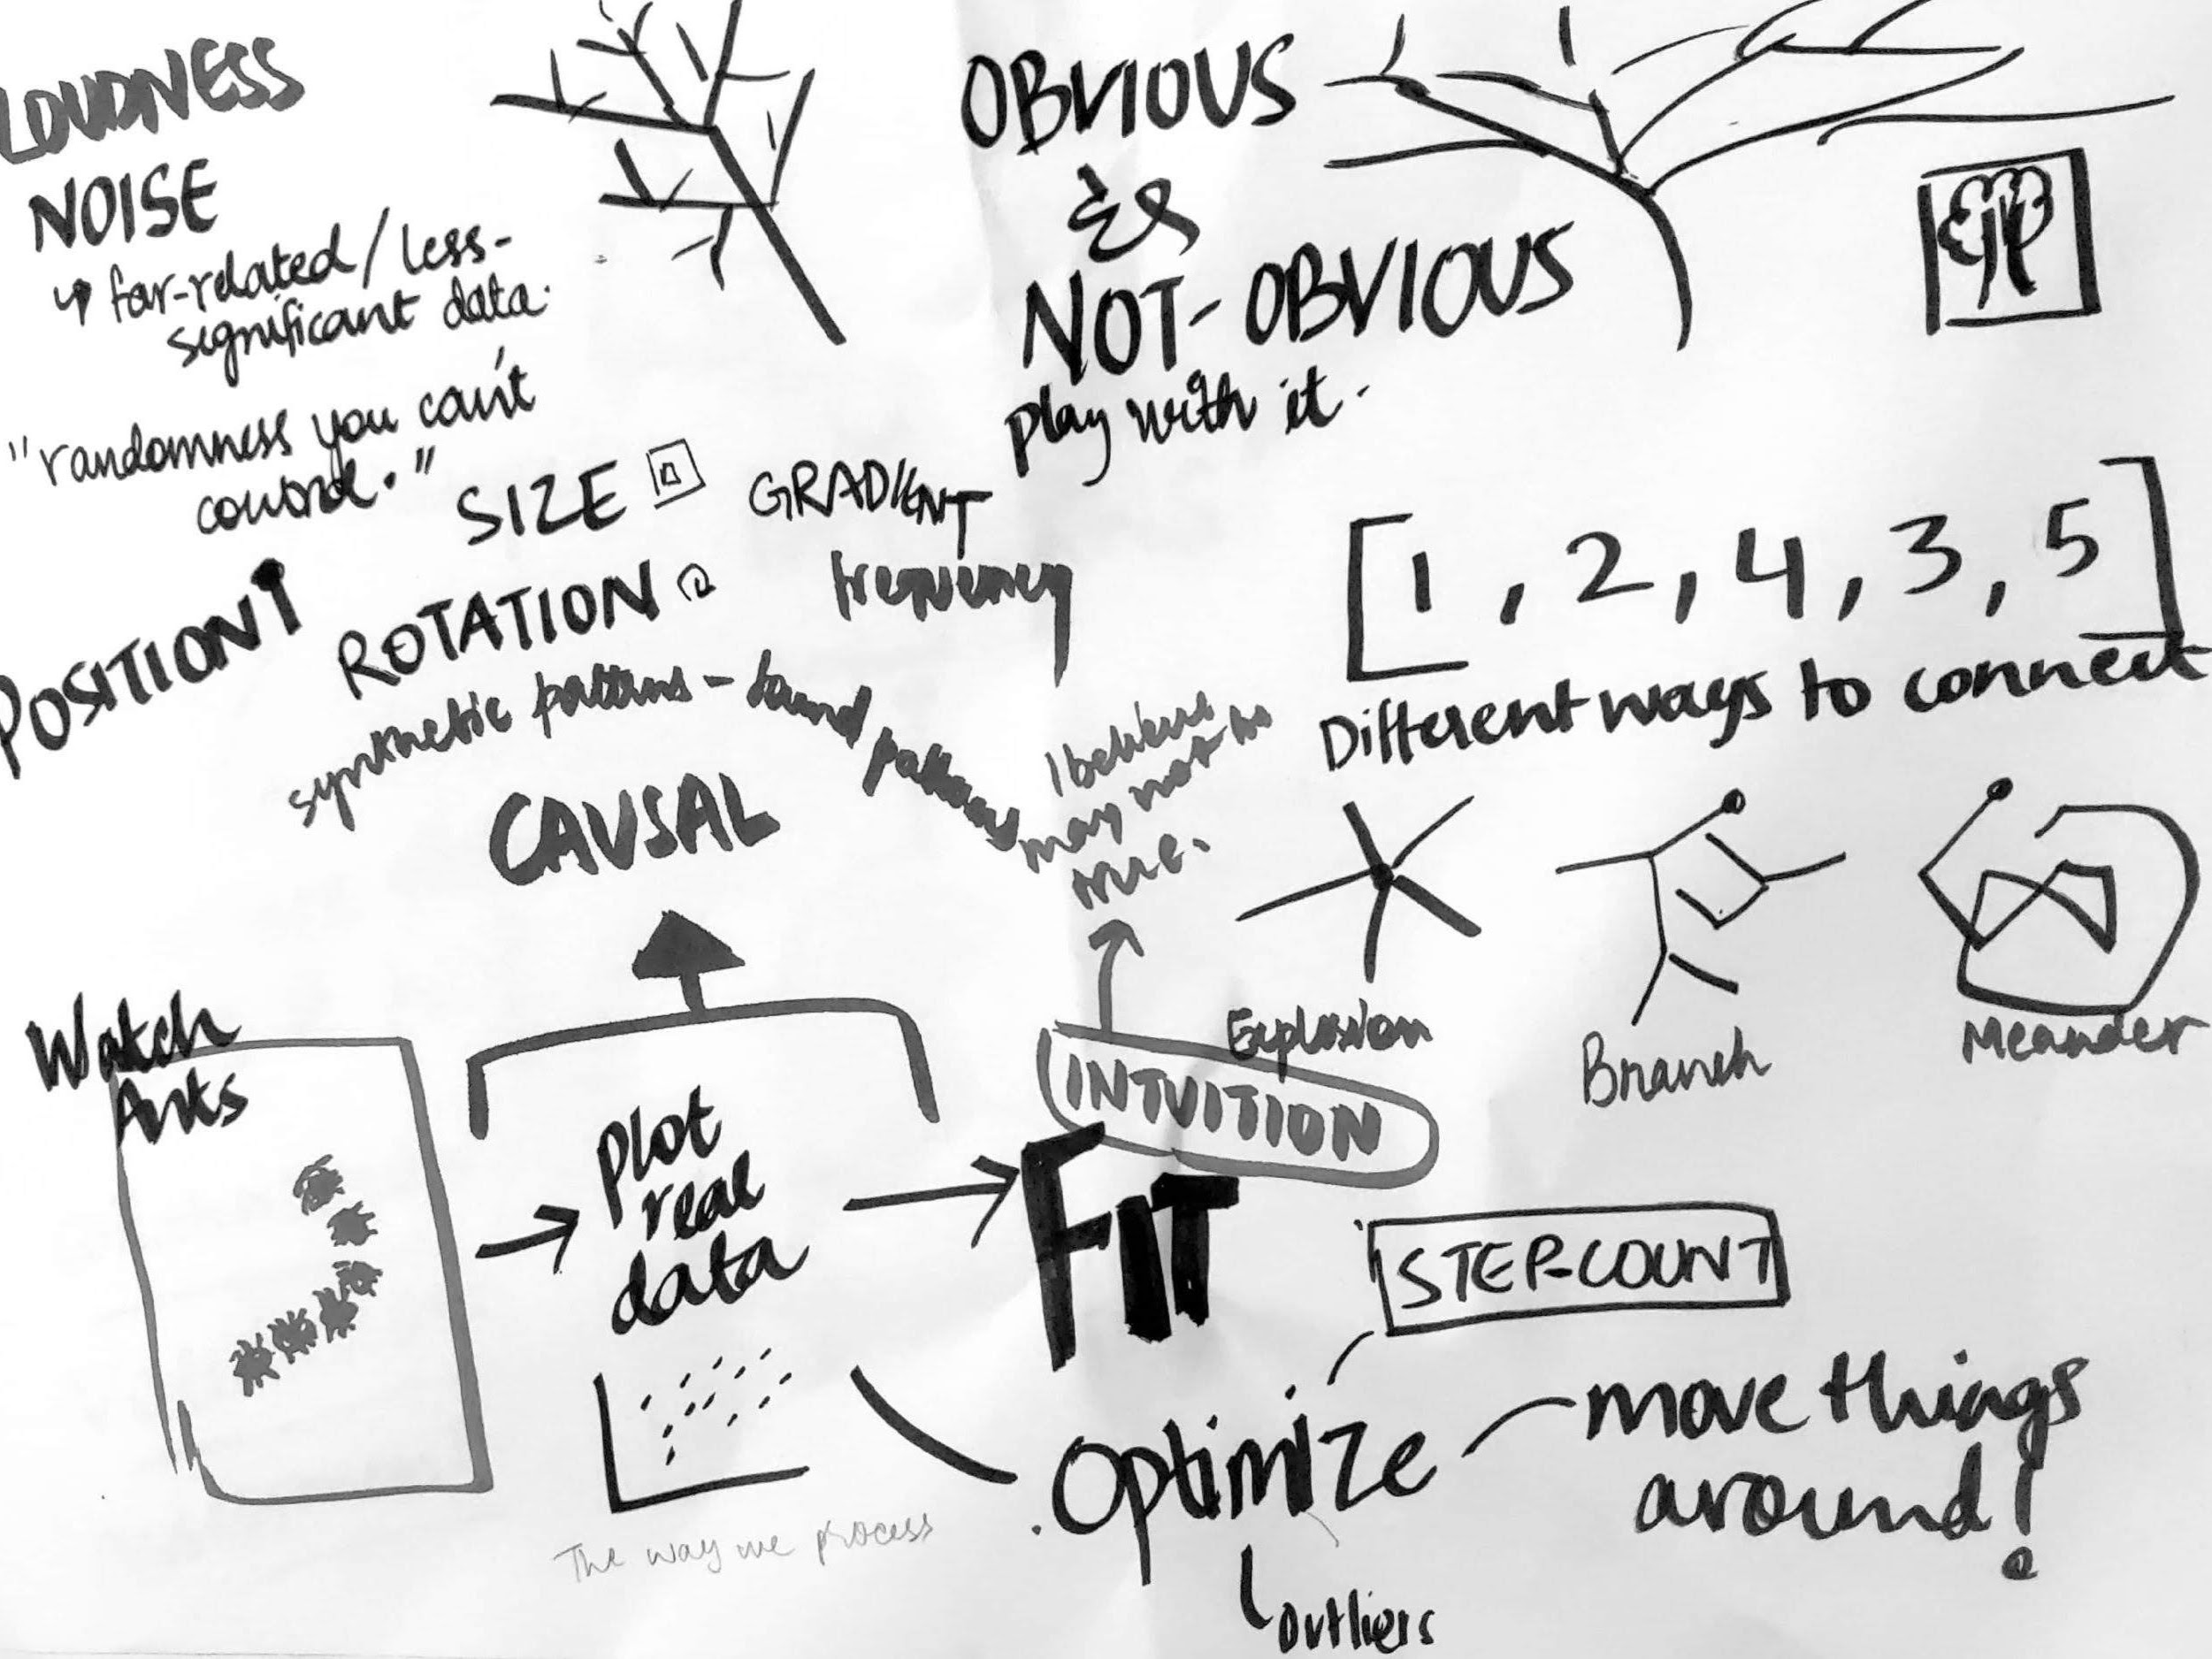 LOUDNESS
NOISE
far-related/less-
significant data.
"randomness you can't
control."
OBVIOUS
&
NOT-OBVIOUS
play with it.
SIZE
GRADIENT
ROTATION
frequency
POSITION
synthetic patterns - sound
patterns
[1, 2, 4, 3, 5]
Different ways to connect
CAUSAL
I believe
may not be
true.
Explosion
Branch
Meander
Watch
Ants
plot
real
data
INTUITION
FIT
STEP-COUNT
Optimize
move things
around!
The way we process
outliers